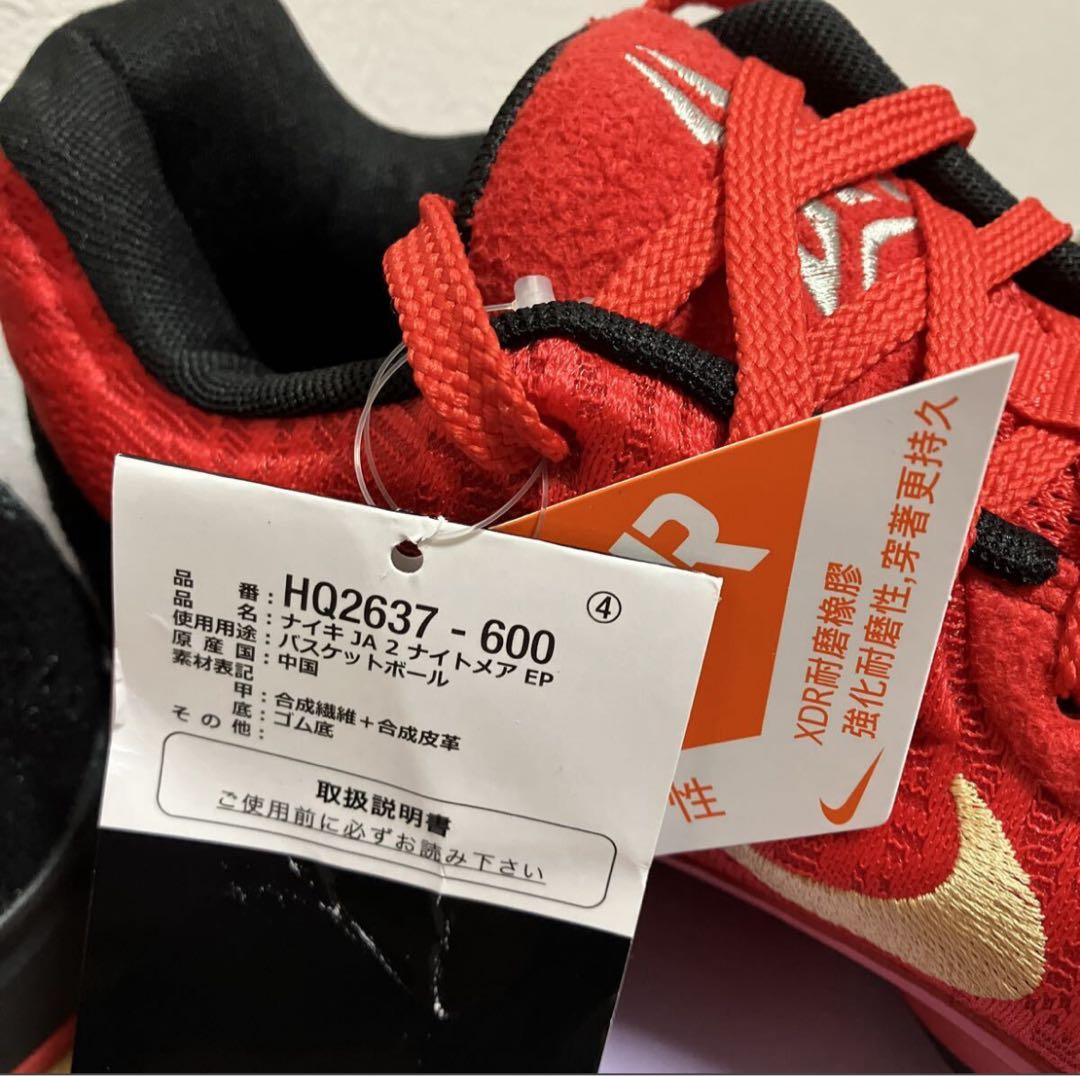 ④
品番：HQ2637 - 600
品名：ナイキ JA 2 ナイトメア EP
使用用途：バスケットボール
原産国：中国
素材表記
甲：合成繊維＋合成皮革
底：ゴム底
その他：
取扱説明書
ご使用前に必ずお読み下さい
XDR耐磨橡膠
強化耐磨性,穿著更持久
性